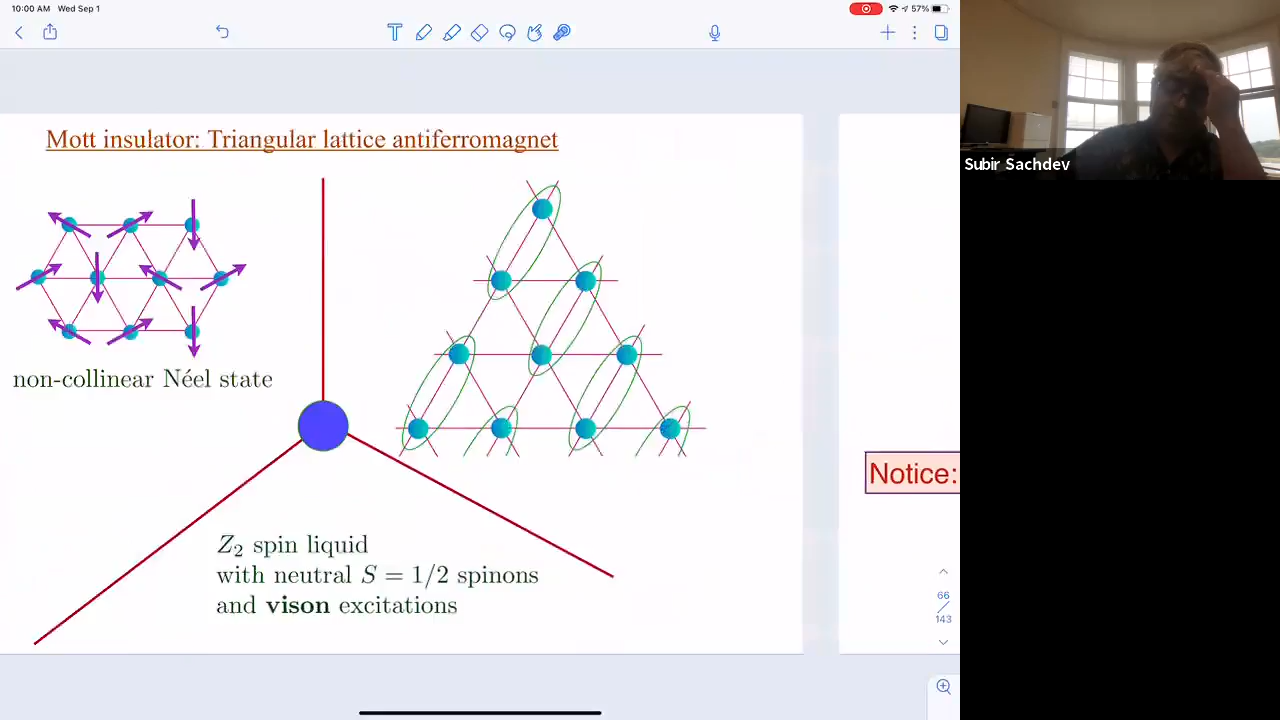 10:00 AM Wed Sep 1
57%
T
Mott insulator: Triangular lattice antiferromagnet
Subir Sachdev
non-collinear Néel state
Notice:
Z₂ spin liquid
with neutral S = 1/2 spinons
and vison excitations
66
143